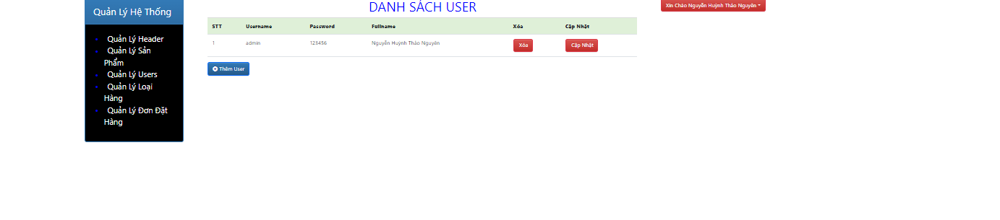 Quản Lý Hệ Thống
Quản Lý Header
Quản Lý Sản
Phẩm
Quản Lý Users
Quản Lý Loại
Hàng
Quản Lý Đơn Đặt
Hàng
DANH SÁCH USER
STT Username Password Fullname Xóa Cập Nhật
1 admin 123456 Nguyễn Huỳnh Thảo Nguyên Xóa Cập Nhật
Thêm User
Xin Chào Nguyễn Huỳnh Thảo Nguyên